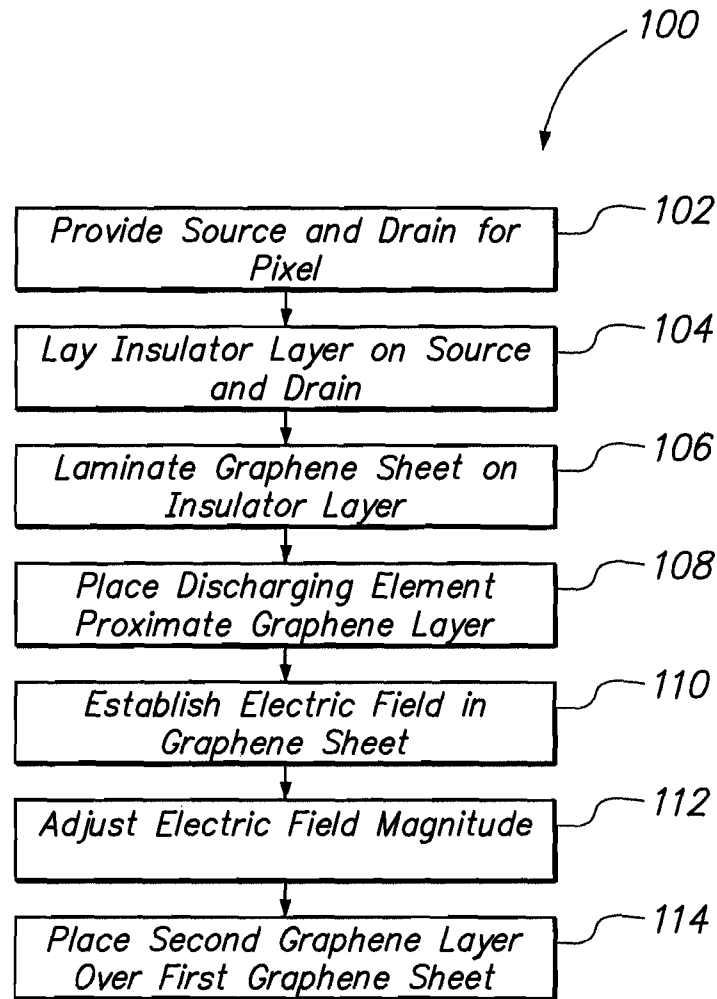 100
Provide Source and Drain for
Pixel
102
Lay Insulator Layer on Source
and Drain
104
Laminate Graphene Sheet on
Insulator Layer
106
Place Discharging Element
Proximate Graphene Layer
108
Establish Electric Field in
Graphene Sheet
110
Adjust Electric Field Magnitude
112
Place Second Graphene Layer
Over First Graphene Sheet
114